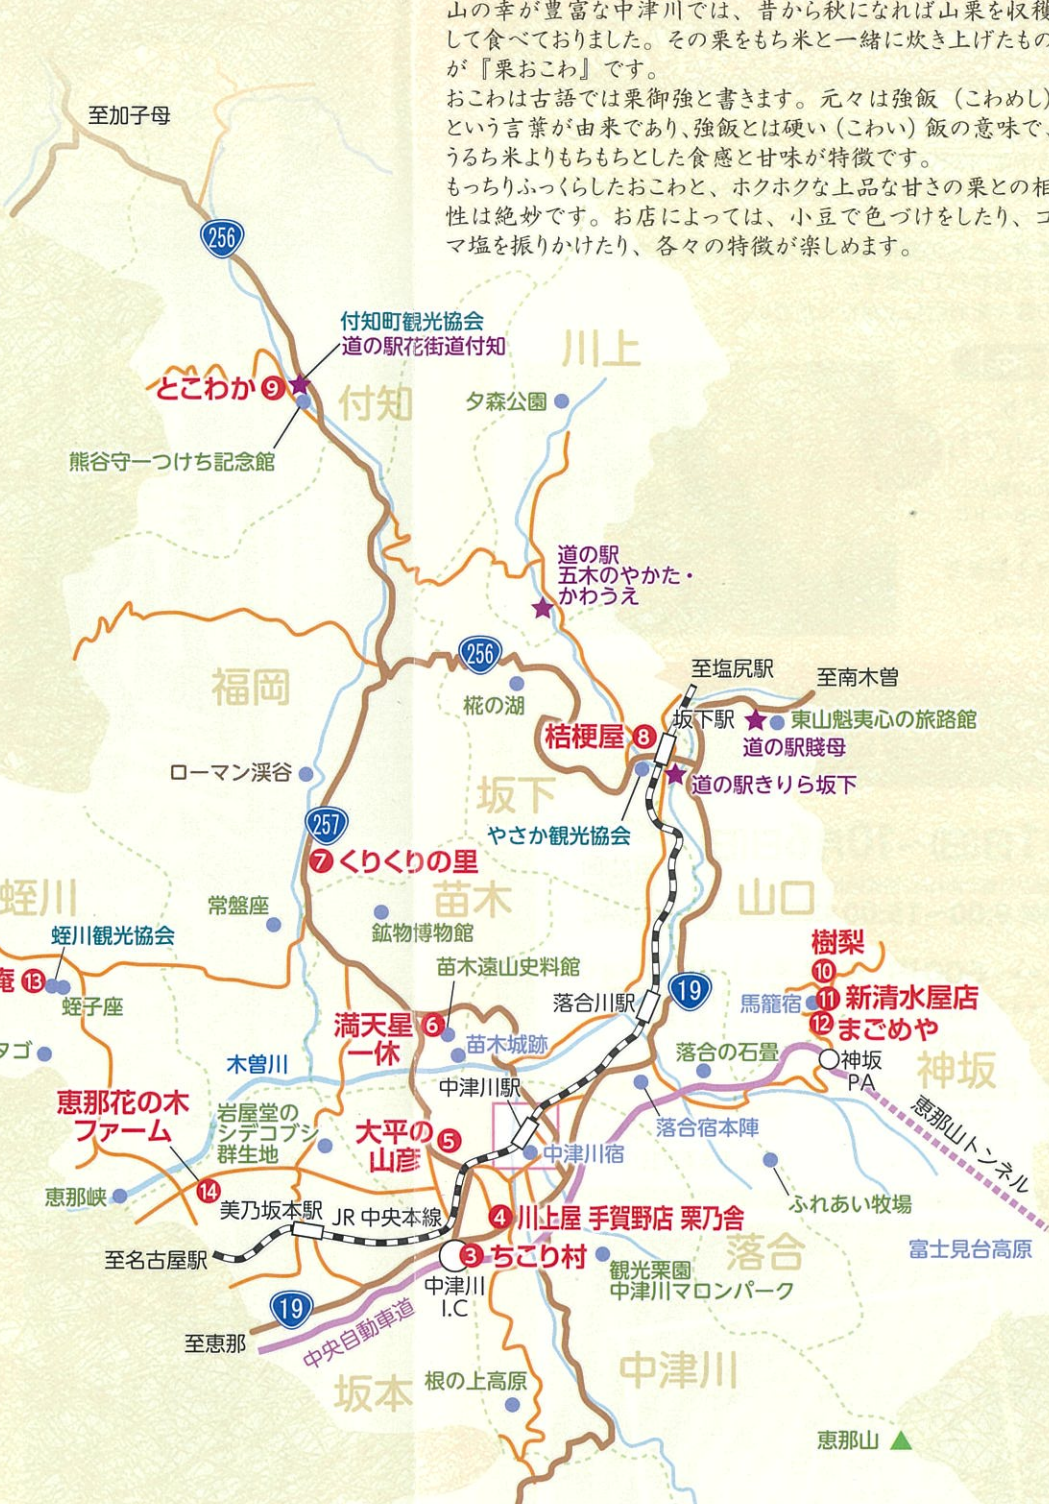 山の幸が豊富な中津川では、昔から秋になれば山栗を収穫
して食べておりました。その栗をもち米と一緒に炊き上げたもの
が『栗おこわ』です。
おこわは古語では栗御強と書きます。元々は強飯（こわめし）
という言葉が由来であり、強飯とは硬い（こわい）飯の意味で、
うるち米よりもちもちとした食感と甘味が特徴です。
もっちりふっくらしたおこわと、ホクホクな上品な甘さの栗との相
性は絶妙です。お店によっては、小豆で色づけをしたり、ゴ
マ塩を振りかけたり、各々の特徴が楽しめます。
至加子母
256
付知町観光協会
道の駅花街道付知
川上
とこわか ❾
付知
夕森公園
熊谷守一つけち記念館
道の駅
五木のやかた・
かわうえ
256
福岡
椛の湖
至塩尻駅
至南木曽
坂下駅
東山魁夷心の旅路館
桔梗屋 ❽
道の駅賤母
ローマン渓谷
坂下
道の駅きりら坂下
257
やさか観光協会
❼ くりくりの里
蛭川
常盤座
苗木
山口
鉱物博物館
蛭川観光協会
樹梨
❿
苗木遠山史料館
庵 ⓭
蛭子座
落合川駅
19
馬籠宿
⓫ 新清水屋店
満天星
一休
❻
⓬ まごめや
タゴ
苗木城跡
落合の石畳
木曽川
神坂
PA
神坂
中津川駅
恵那花の木
ファーム
岩屋堂の
シデコブシ
群生地
大平の
山彦
❺
落合宿本陣
恵那山トンネル
中津川宿
恵那峡
⓮
美乃坂本駅
JR 中央本線
❹ 川上屋 手賀野店 栗乃舎
ふれあい牧場
至名古屋駅
❸ ちこり村
落合
富士見台高原
中津川
I.C
観光栗園
中津川マロンパーク
19
中央自動車道
至恵那
坂本
根の上高原
中津川
恵那山